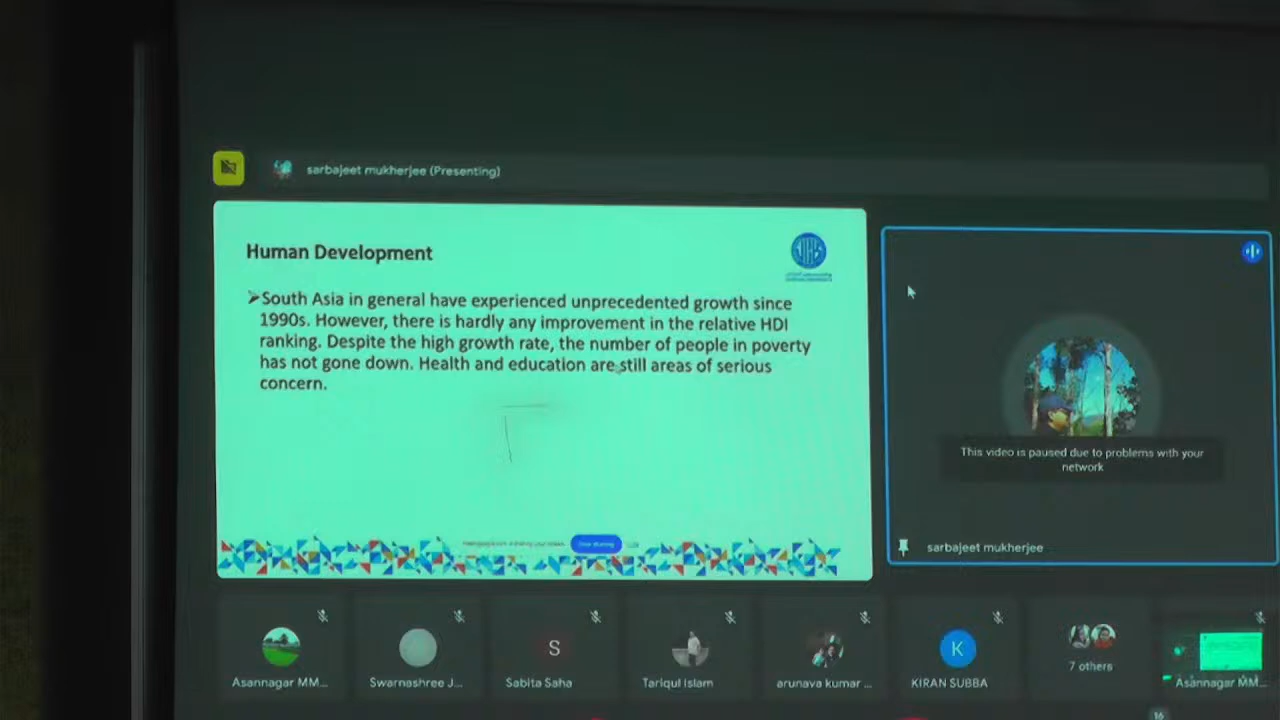 sarbajeet mukherjee (Presenting)
Human Development
➤South Asia in general have experienced unprecedented growth since
1990s. However, there is hardly any improvement in the relative HDI
ranking. Despite the high growth rate, the number of people in poverty
has not gone down. Health and education are still areas of serious
concern.
This video is paused due to problems with your
network
sarbajeet mukherjee
Stop sharing
Asannagar MM...
Swarnashree J...
S
Sabita Saha
Tariqul Islam
arunava kumar ...
K
KIRAN SUBBA
7 others
Asannagar MM...
16